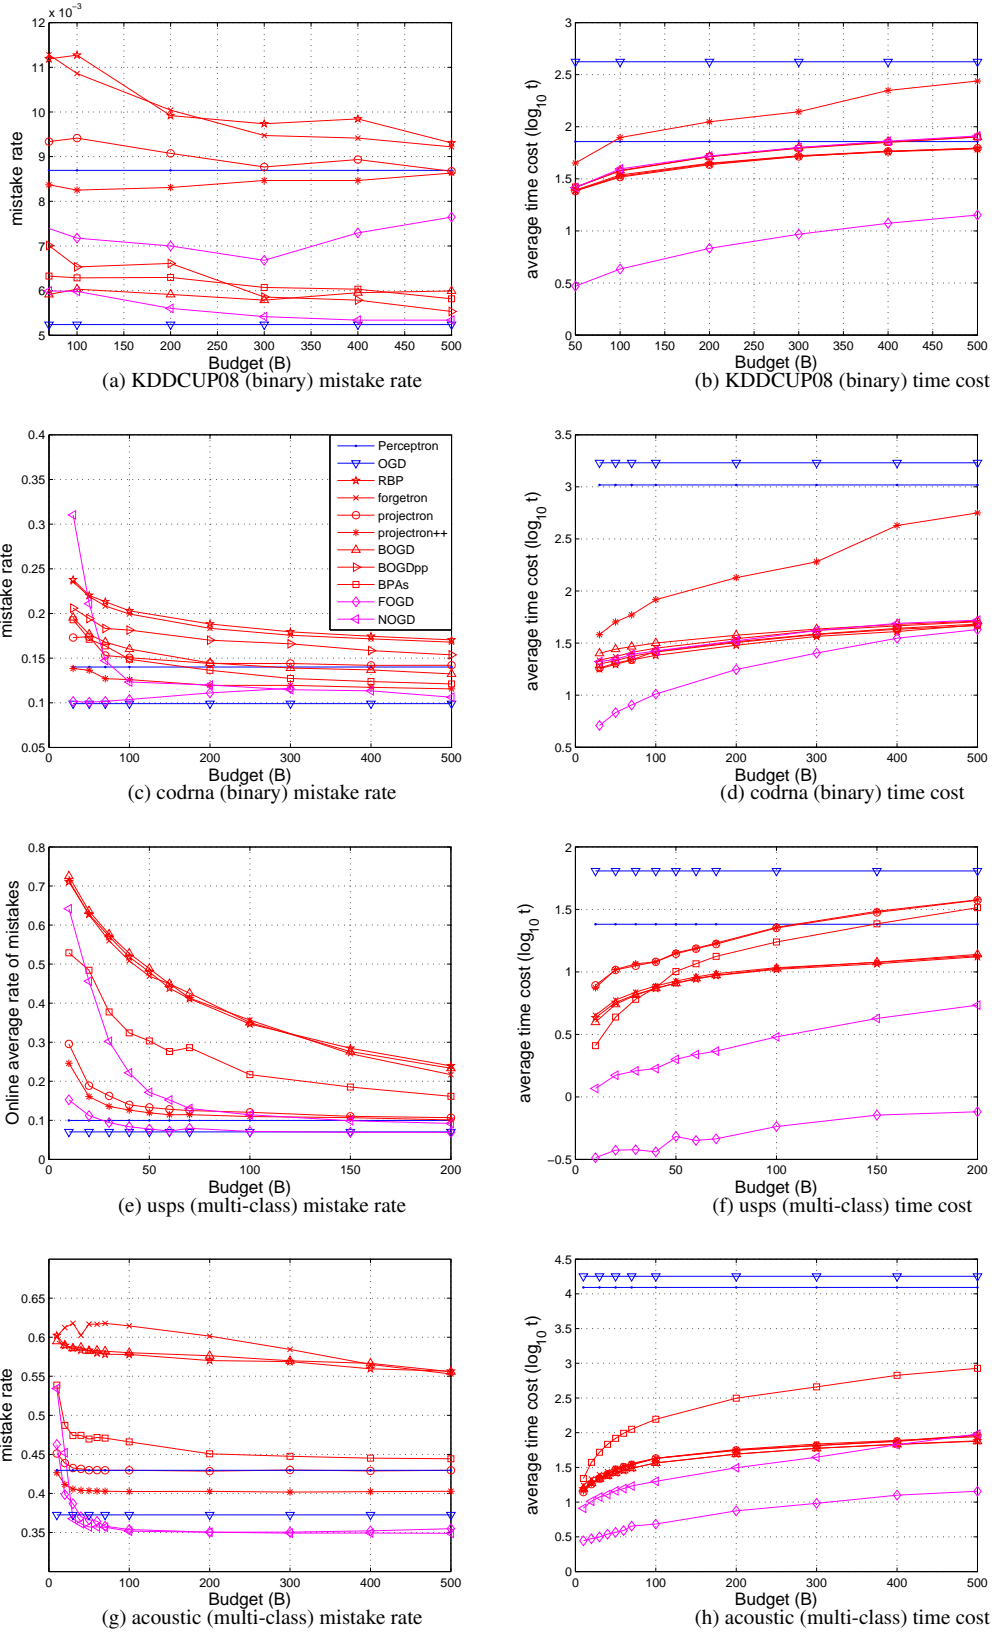 × 10⁻³
12
11
10
9
8
7
6
5
mistake rate
100 150 200 250 300 350 400 450 500
Budget (B)
(a) KDDCUP08 (binary) mistake rate
3
2.5
2
1.5
1
0.5
0
average time cost (log₁₀ t)
50 100 150 200 250 300 350 400 450 500
Budget (B)
(b) KDDCUP08 (binary) time cost
0.4
0.35
0.3
0.25
0.2
0.15
0.1
0.05
mistake rate
0 100 200 300 400 500
Budget (B)
Perceptron
OGD
RBP
forgetron
projectron
projectron++
BOGD
BOGDpp
BPAs
FOGD
NOGD
(c) codrna (binary) mistake rate
3.5
3
2.5
2
1.5
1
0.5
average time cost (log₁₀ t)
0 100 200 300 400 500
Budget (B)
(d) codrna (binary) time cost
0.8
0.7
0.6
0.5
0.4
0.3
0.2
0.1
0
Online average rate of mistakes
0 50 100 150 200
Budget (B)
(e) usps (multi-class) mistake rate
2
1.5
1
0.5
0
−0.5
average time cost (log₁₀ t)
50 100 150 200
Budget (B)
(f) usps (multi-class) time cost
0.65
0.6
0.55
0.5
0.45
0.4
0.35
mistake rate
0 100 200 300 400 500
Budget (B)
(g) acoustic (multi-class) mistake rate
4.5
4
3.5
3
2.5
2
1.5
1
0.5
0
average time cost (log₁₀ t)
0 100 200 300 400 500
Budget (B)
(h) acoustic (multi-class) time cost